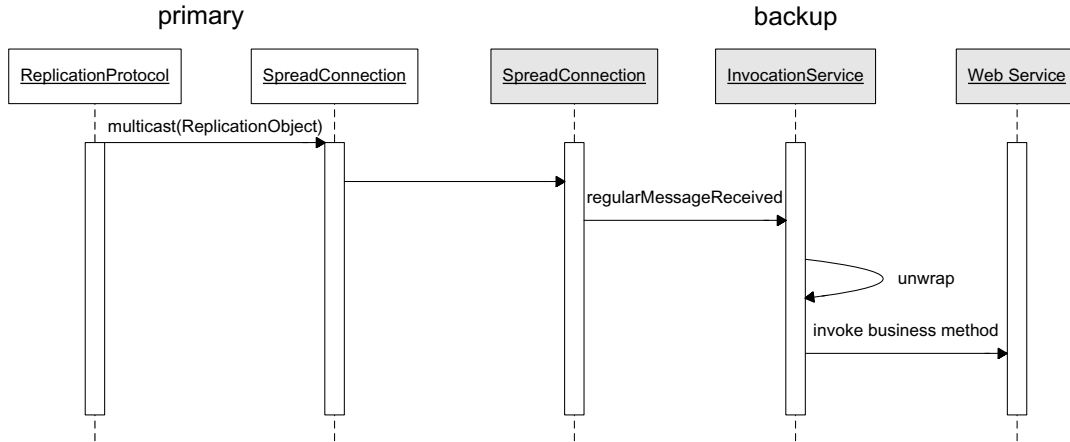 primary
backup
ReplicationProtocol
SpreadConnection
SpreadConnection
InvocationService
Web Service
multicast(ReplicationObject)
regularMessageReceived
unwrap
invoke business method